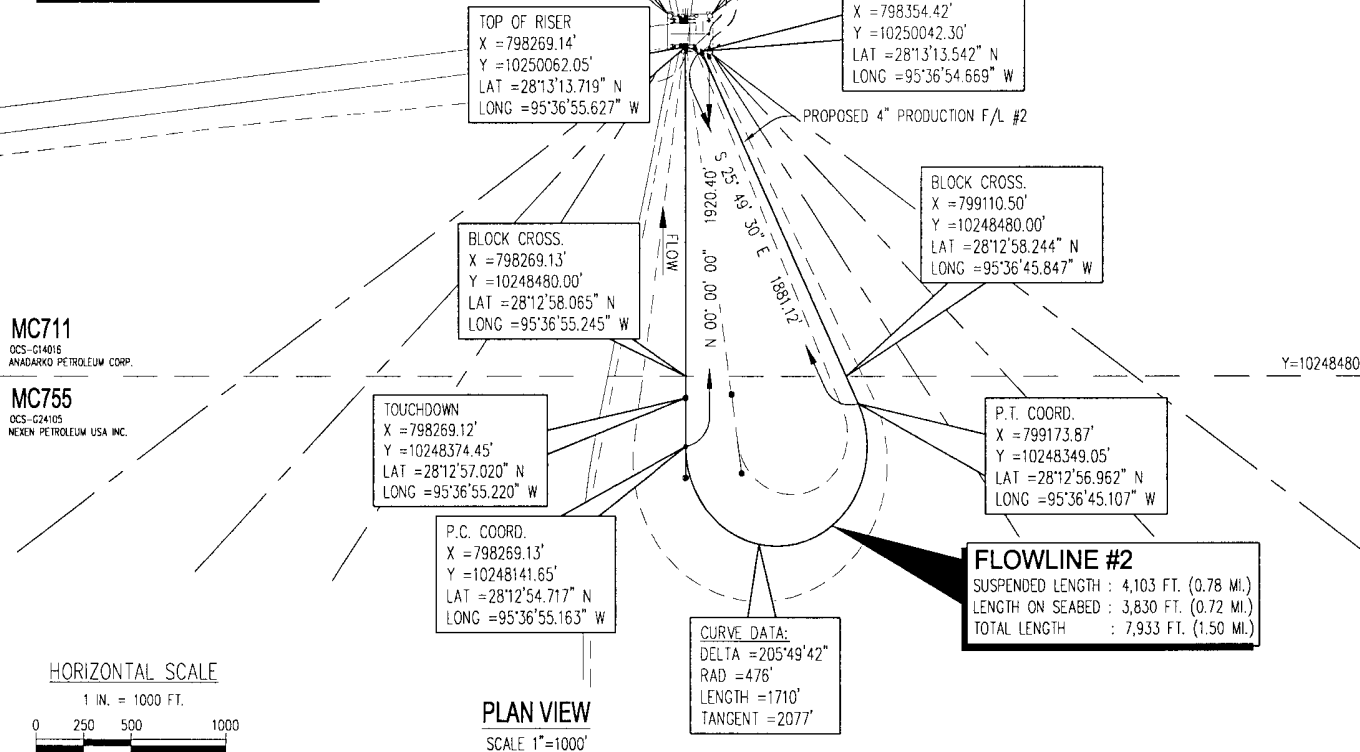 TOP OF RISER
X =798269.14'
Y =10250062.05'
LAT =28°13'13.719" N
LONG =95°36'55.627" W
X =798354.42'
Y =10250042.30'
LAT =28°13'13.542" N
LONG =95°36'54.669" W
PROPOSED 4" PRODUCTION F/L #2
S 25° 49' 30" E 1881.12'
N 00° 00' 00" 1920.40'
FLOW
BLOCK CROSS.
X =799110.50'
Y =10248480.00'
LAT =28°12'58.244" N
LONG =95°36'45.847" W
BLOCK CROSS.
X =798269.13'
Y =10248480.00'
LAT =28°12'58.065" N
LONG =95°36'55.245" W
MC711
OCS-G14016
ANADARKO PETROLEUM CORP.
Y=10248480
MC755
OCS-G24105
NEXEN PETROLEUM USA INC.
TOUCHDOWN
X =798269.12'
Y =10248374.45'
LAT =28°12'57.020" N
LONG =95°36'55.220" W
P.T. COORD.
X =799173.87'
Y =10248349.05'
LAT =28°12'56.962" N
LONG =95°36'45.107" W
P.C. COORD.
X =798269.13'
Y =10248141.65'
LAT =28°12'54.717" N
LONG =95°36'55.163" W
FLOWLINE #2
SUSPENDED LENGTH : 4,103 FT. (0.78 MI.)
LENGTH ON SEABED : 3,830 FT. (0.72 MI.)
TOTAL LENGTH : 7,933 FT. (1.50 MI.)
CURVE DATA:
DELTA =205°49'42"
RAD =476'
LENGTH =1710'
TANGENT =2077'
HORIZONTAL SCALE
1 IN. = 1000 FT.
0 250 500 1000
PLAN VIEW
SCALE 1"=1000'